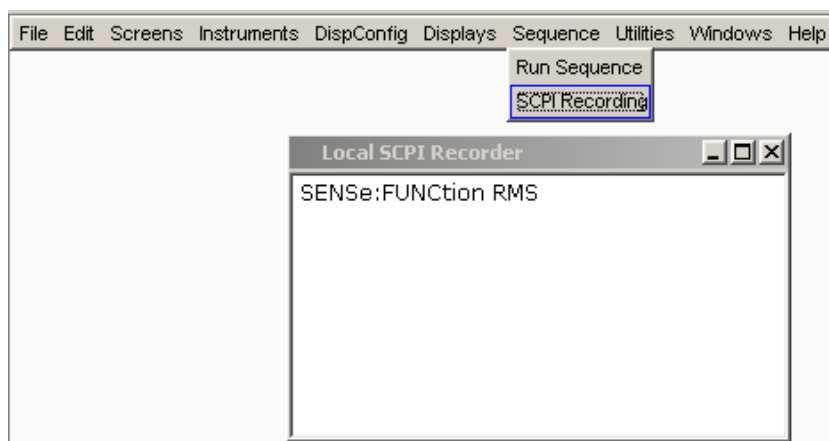 File Edit Screens Instruments DispConfig Displays Sequence Utilities Windows Help
Run Sequence
SCPI Recording
Local SCPI Recorder
SENSe:FUNCtion RMS